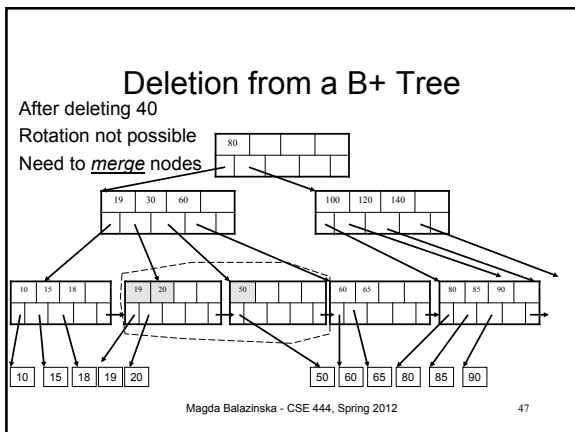 Deletion from a B+ Tree
After deleting 40
Rotation not possible
Need to merge nodes
80
19 30 60
100 120 140
10 15 18
19 20
50
60 65
80 85 90
10 15 18 19 20 50 60 65 80 85 90
Magda Balazinska - CSE 444, Spring 2012 47